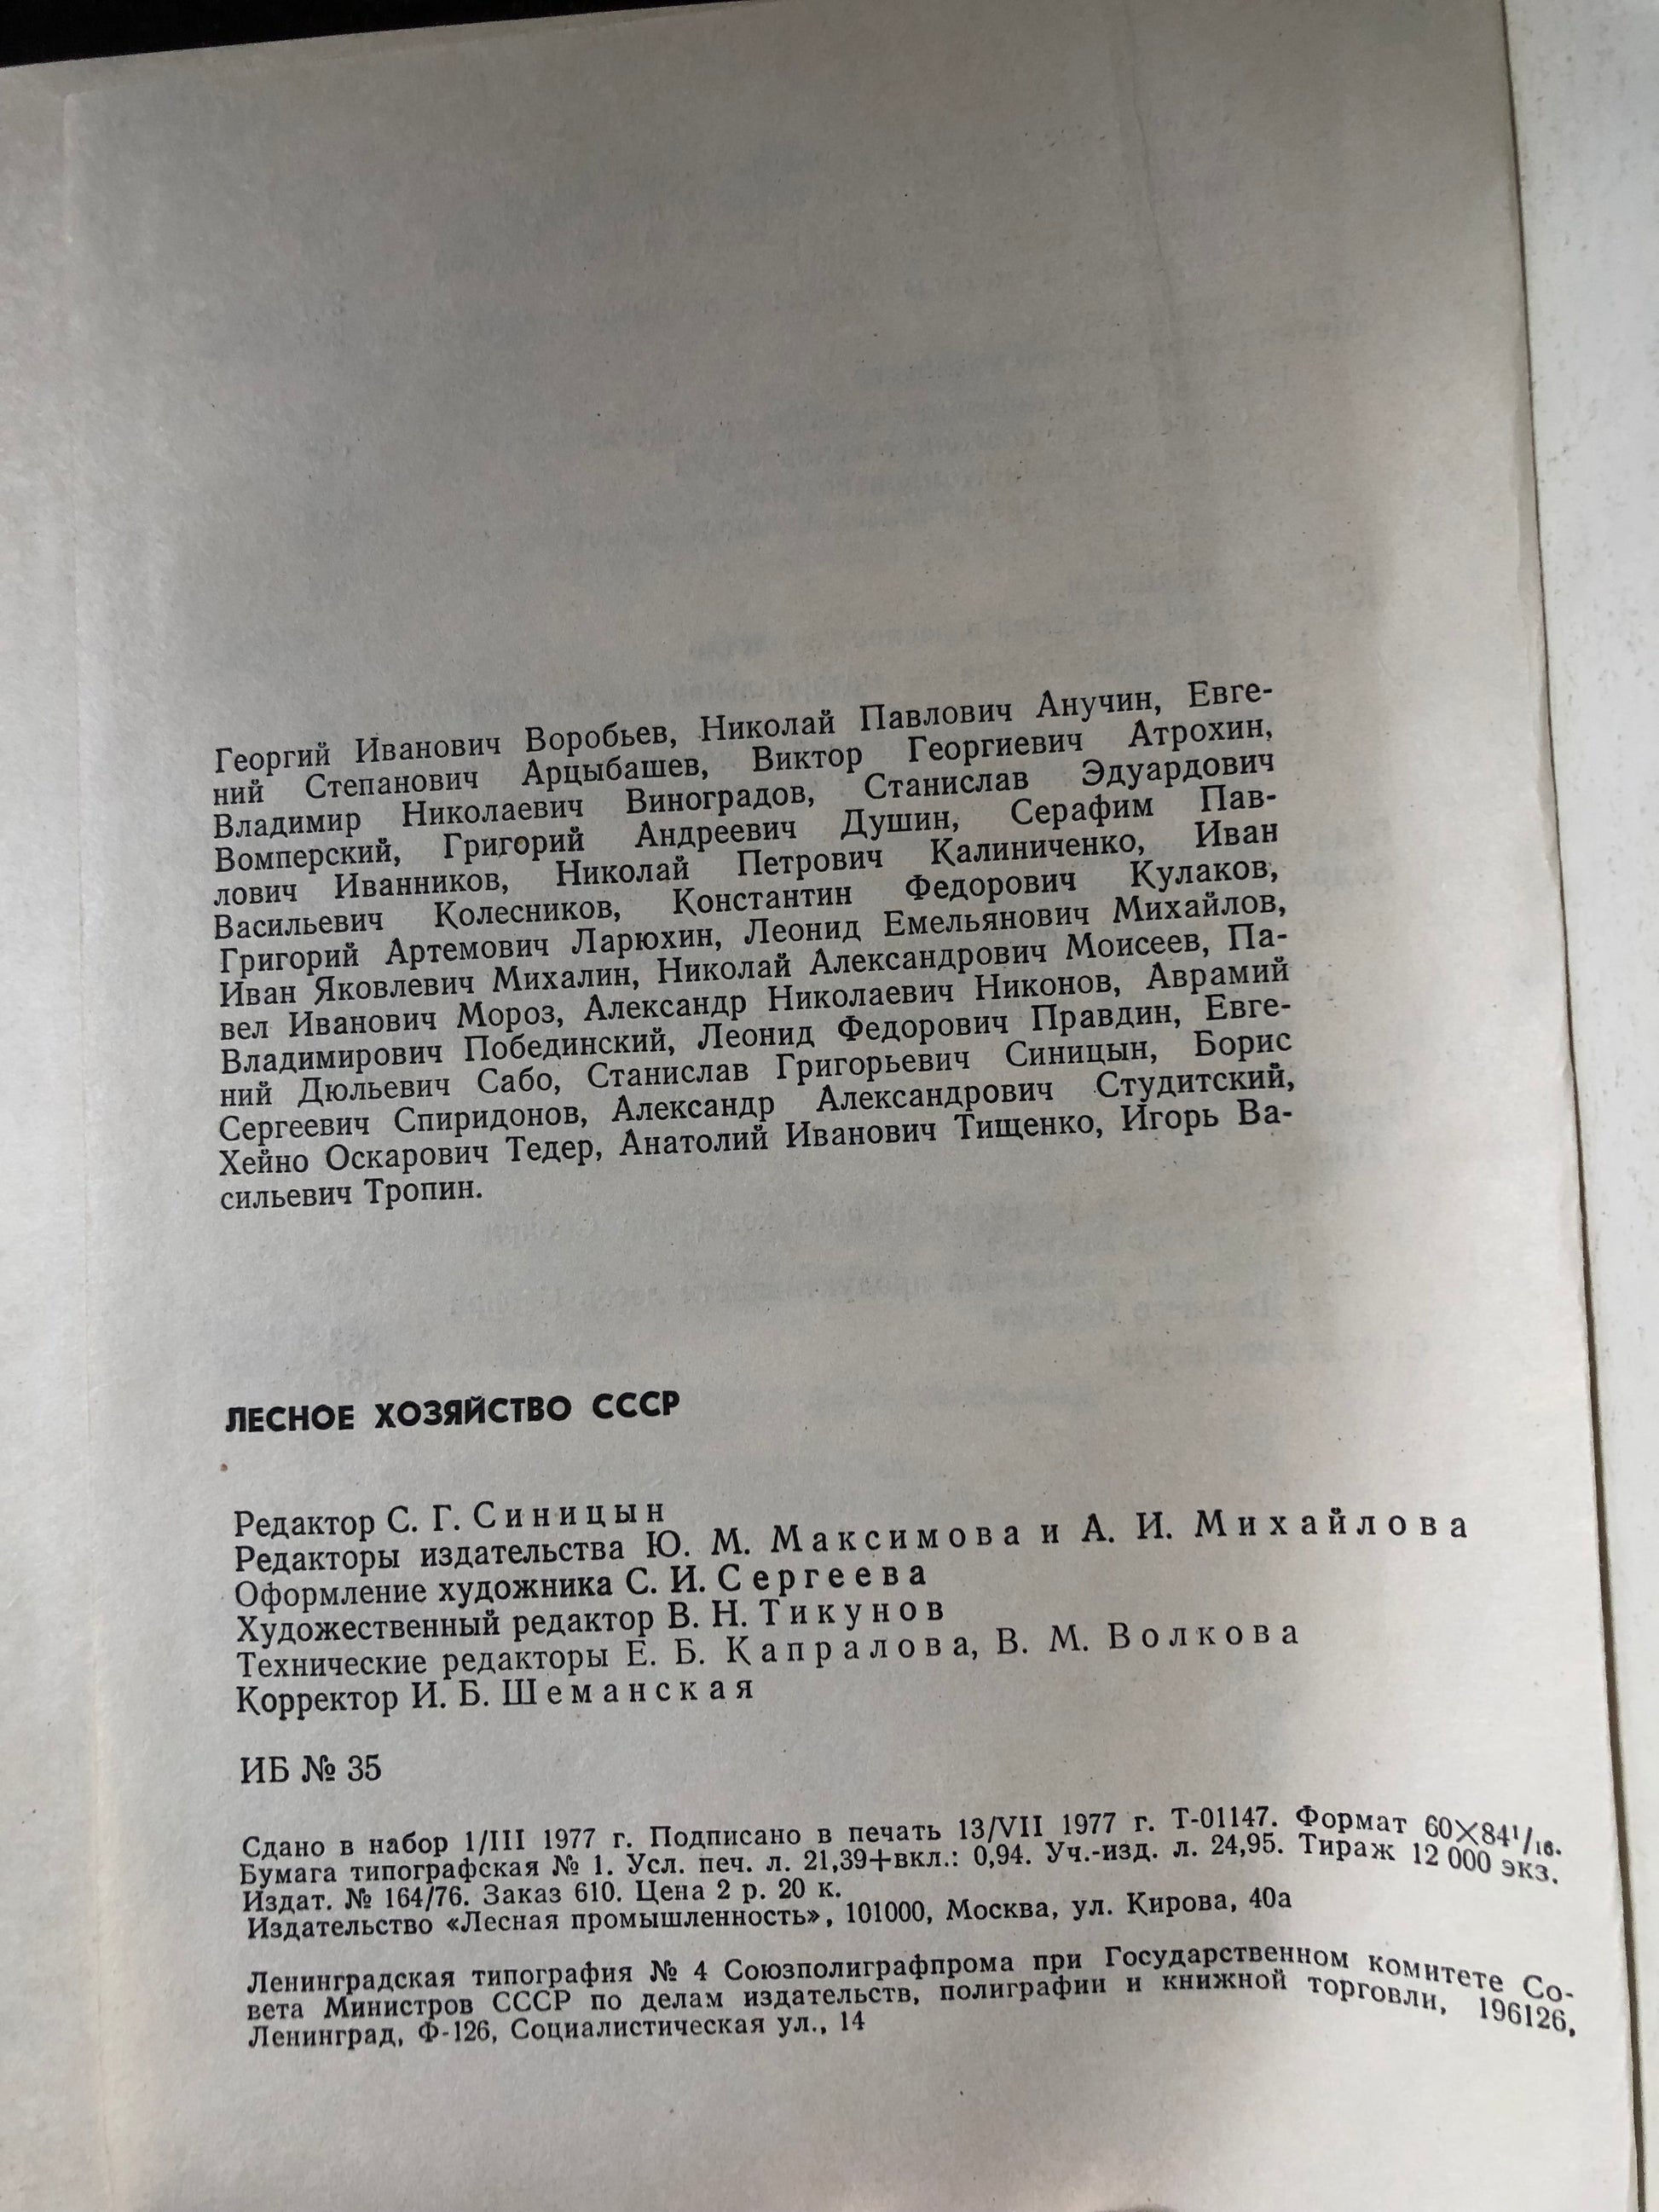 Георгий Иванович Воробьев, Николай Павлович Анучин, Евге-
ний Степанович Арцыбашев, Виктор Георгиевич Атрохин,
Владимир Николаевич Виноградов, Станислав Эдуардович
Вомперский, Григорий Андреевич Душин, Серафим Пав-
лович Иванников, Николай Петрович Калиниченко, Иван
Васильевич Колесников, Константин Федорович Кулаков,
Григорий Артемович Ларюхин, Леонид Емельянович Михайлов,
Иван Яковлевич Михалин, Николай Александрович Моисеев, Па-
вел Иванович Мороз, Александр Николаевич Никонов, Аврамий
Владимирович Побединский, Леонид Федорович Правдин, Евге-
ний Дюльевич Сабо, Станислав Григорьевич Синицын, Борис
Сергеевич Спиридонов, Александр Александрович Студитский,
Хейно Оскарович Тедер, Анатолий Иванович Тищенко, Игорь Ва-
сильевич Тропин.
ЛЕСНОЕ ХОЗЯЙСТВО СССР
Редактор С. Г. Синицын
Редакторы издательства Ю. М. Максимова и А. И. Михайлова
Оформление художника С. И. Сергеева
Художественный редактор В. Н. Тикунов
Технические редакторы Е. Б. Капралова, В. М. Волкова
Корректор И. Б. Шеманская
ИБ № 35
Сдано в набор 1/III 1977 г. Подписано в печать 13/VII 1977 г. Т-01147. Формат 60×84¹/₁₆.
Бумага типографская № 1. Усл. печ. л. 21,39+вкл.: 0,94. Уч.-изд. л. 24,95. Тираж 12 000 экз.
Издат. № 164/76. Заказ 610. Цена 2 р. 20 к.
Издательство «Лесная промышленность», 101000, Москва, ул. Кирова, 40а
Ленинградская типография № 4 Союзполиграфпрома при Государственном комитете Со-
вета Министров СССР по делам издательств, полиграфии и книжной торговли, 196126,
Ленинград, Ф-126, Социалистическая ул., 14